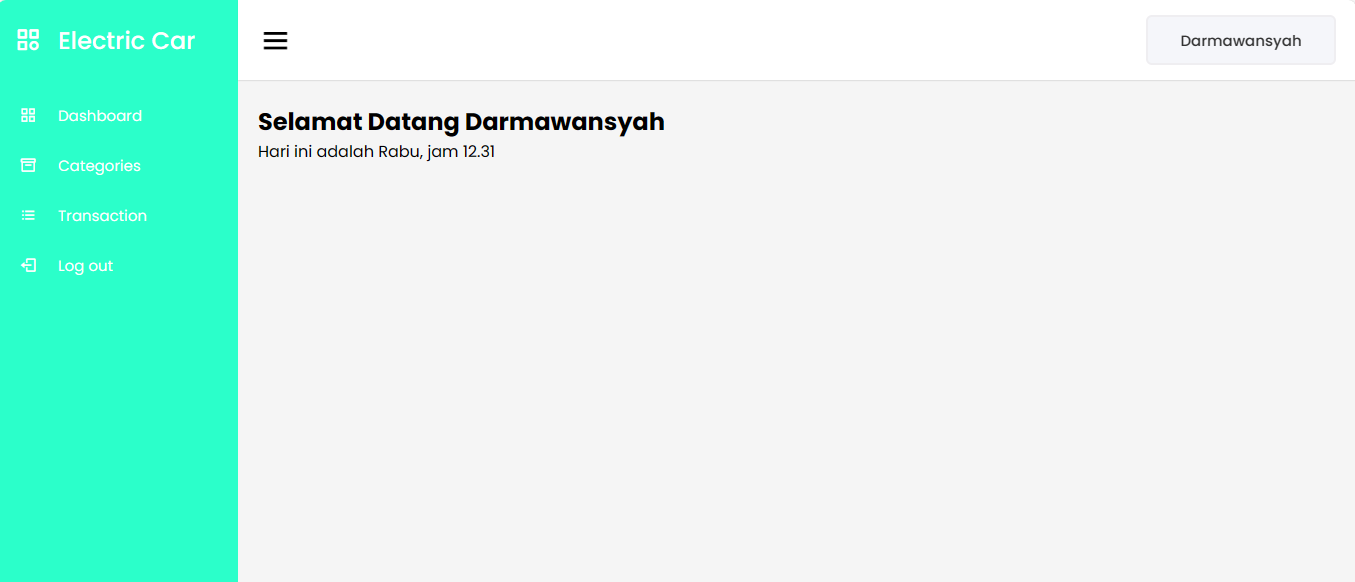 Electric Car
Darmawansyah
Dashboard
Categories
Transaction
Log out
Selamat Datang Darmawansyah
Hari ini adalah Rabu, jam 12.31